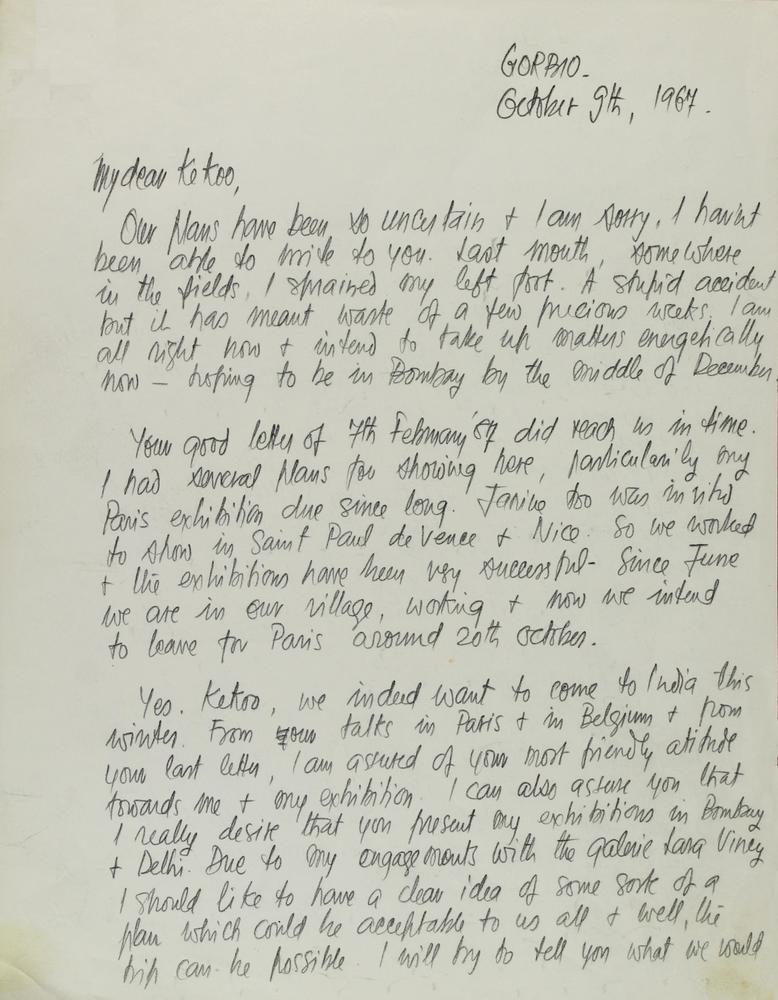 GORBIO.
October 9th, 1967.
My dear Kekoo,
Our plans have been so uncertain + I am sorry, I havn't
been able to write to you. Last month, somewhere
in the fields, I sprained my left foot. A stupid accident
but it has meant waste of a few precious weeks. I am
all right now + intend to take up matters energetically
now – hoping to be in Bombay by the middle of December.
Your good letter of 7th February '67 did reach us in time.
I had several plans for showing here, particularily my
Paris exhibition due since long. Janine too was invited
to show in Saint Paul de Vence + Nice. So we worked
+ the exhibitions have been very successful - Since June
we are in our village, working + now we intend
to leave for Paris around 20th October.
Yes. Kekoo, we indeed want to come to India this
winter. From our talks in Paris + in Belgium + from
your last letter, I am assured of your most friendly atitude
towards me + my exhibition. I can also assure you that
I really desire that you present my exhibitions in Bombay
+ Delhi. Due to my engagements with the galerie Lara Vincy
I should like to have a clear idea of some sort of a
plan which could be acceptable to us all + well, the
trip can be possible. I will try to tell you what we would